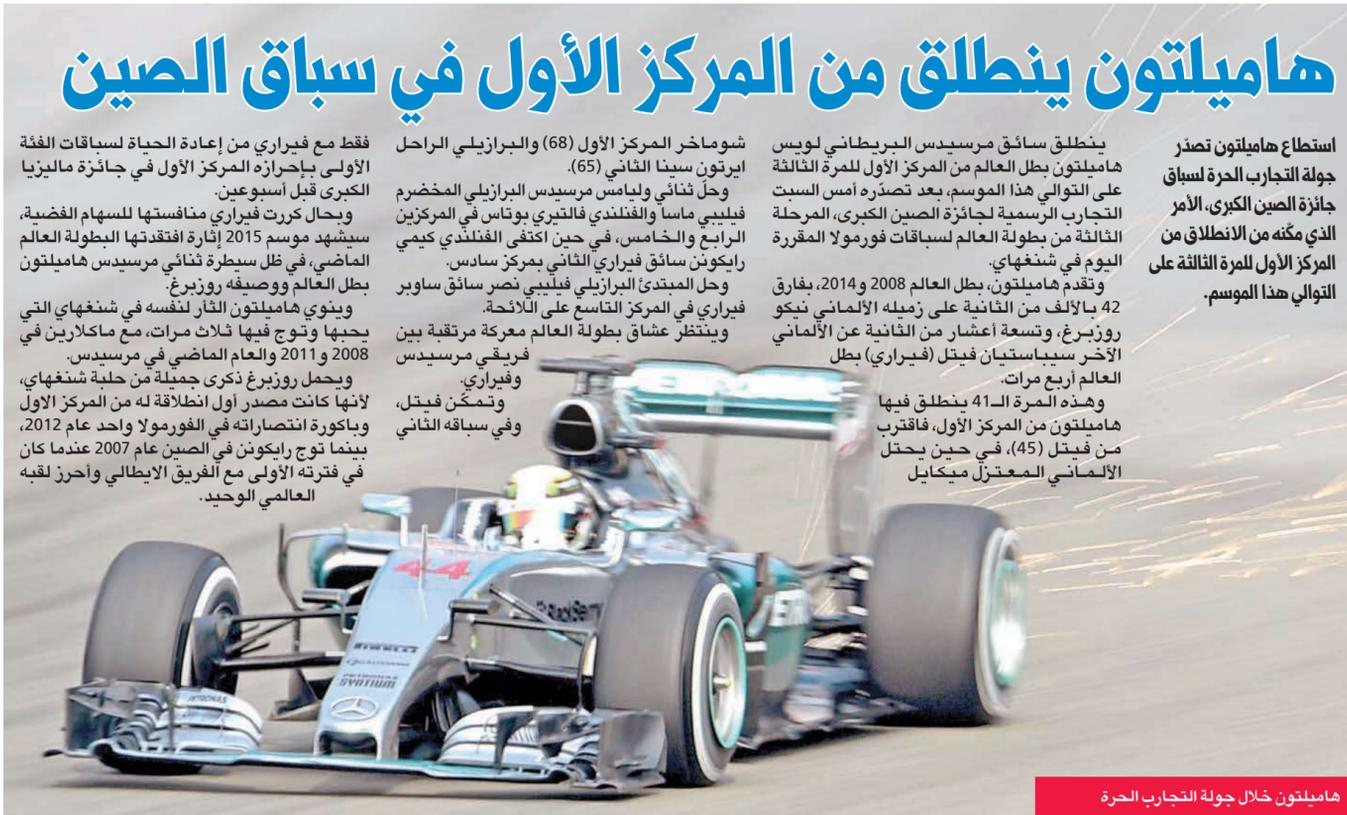 هاميلتون ينطلق من المركز الأول في سباق الصين
استطاع هاميلتون تصدّر
جولة التجارب الحرة لسباق
جائزة الصين الكبرى، الأمر
الذي مكّنه من الانطلاق من
المركز الأول للمرة الثالثة على
التوالي هذا الموسم.
ينطلق سائق مرسيدس البريطاني لويس
هاميلتون بطل العالم من المركز الأول للمرة الثالثة
على التوالي هذا الموسم، بعد تصدّره أمس السبت
التجارب الرسمية لجائزة الصين الكبرى، المرحلة
الثالثة من بطولة العالم لسباقات فورمولا المقررة
اليوم في شنغهاي.
وتقدم هاميلتون، بطل العالم 2008 و2014، بفارق
42 بالألف من الثانية على زميله الألماني نيكو
روزبرغ، وتسعة أعشار من الثانية عن الألماني
الآخر سيباستيان فيتل (فيراري) بطل
العالم أربع مرات.
وهذه المرة الـ41 ينطلق فيها
هاميلتون من المركز الأول، فاقترب
من فيتل (45)، في حين يحتل
الألماني المعتزل ميكايل
شوماخر المركز الأول (68) والبرازيلي الراحل
ايرتون سينا الثاني (65).
وحلّ ثنائي وليامس مرسيدس البرازيلي المخضرم
فيليبي ماسا والفنلندي فالتيري بوتاس في المركزين
الرابع والخامس، في حين اكتفى الفنلندي كيمي
رايكونن سائق فيراري الثاني بمركز سادس.
وحل المبتدئ البرازيلي فيليبي نصر سائق ساوبر
فيراري في المركز التاسع على اللائحة.
وينتظر عشاق بطولة العالم معركة مرتقبة بين
فريقي مرسيدس
وفيراري.
وتمكّن فيتل،
وفي سباقه الثاني
فقط مع فيراري من إعادة الحياة لسباقات الفئة
الأولى بإحرازه المركز الأول في جائزة ماليزيا
الكبرى قبل أسبوعين.
وبحال كررت فيراري منافستها للسهام الفضية،
سيشهد موسم 2015 إثارة افتقدتها البطولة العالم
الماضي، في ظل سيطرة ثنائي مرسيدس هاميلتون
بطل العالم ووصيفه روزبرغ.
وينوي هاميلتون الثأر لنفسه في شنغهاي التي
يحبها وتوج فيها ثلاث مرات، مع ماكلارين في
2008 و2011 والعام الماضي في مرسيدس.
ويحمل روزبرغ ذكرى جميلة من حلبة شنغهاي،
لأنها كانت مصدر أول انطلاقة له من المركز الاول
وباكورة انتصاراته في الفورمولا واحد عام 2012،
بينما توج رايكونن في الصين عام 2007 عندما كان
في فترته الأولى مع الفريق الايطالي وأحرز لقبه
العالمي الوحيد.
44
BlackBerry
PIRELLI
QUALCOMM
PETRONAS
SYNTIUM
PETRONAS
هاميلتون خلال جولة التجارب الحرة